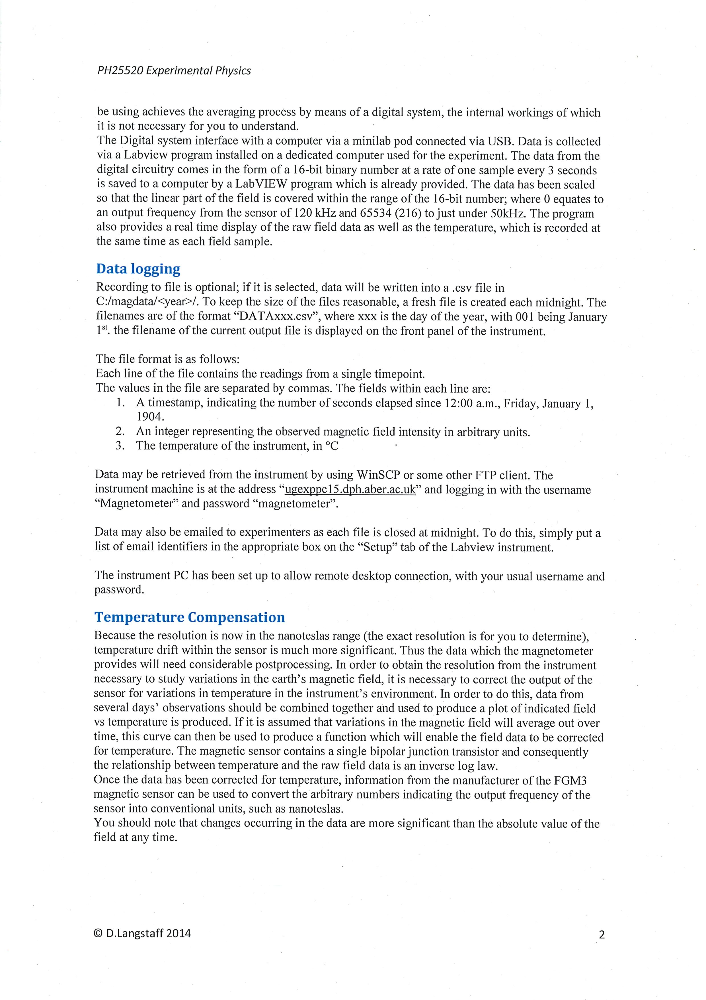 PH25520 Experimental Physics
be using achieves the averaging process by means of a digital system, the internal workings of which
it is not necessary for you to understand.
The Digital system interface with a computer via a minilab pod connected via USB. Data is collected
via a Labview program installed on a dedicated computer used for the experiment. The data from the
digital circuitry comes in the form of a 16-bit binary number at a rate of one sample every 3 seconds
is saved to a computer by a LabVIEW program which is already provided. The data has been scaled
so that the linear part of the field is covered within the range of the 16-bit number; where 0 equates to
an output frequency from the sensor of 120 kHz and 65534 (216) to just under 50kHz. The program
also provides a real time display of the raw field data as well as the temperature, which is recorded at
the same time as each field sample.
Data logging
Recording to file is optional; if it is selected, data will be written into a .csv file in
C:/magdata/<year>/. To keep the size of the files reasonable, a fresh file is created each midnight. The
filenames are of the format “DATAxxx.csv”, where xxx is the day of the year, with 001 being January
1st. the filename of the current output file is displayed on the front panel of the instrument.
The file format is as follows:
Each line of the file contains the readings from a single timepoint.
The values in the file are separated by commas. The fields within each line are:
1. A timestamp, indicating the number of seconds elapsed since 12:00 a.m., Friday, January 1,
1904.
2. An integer representing the observed magnetic field intensity in arbitrary units.
3. The temperature of the instrument, in °C
Data may be retrieved from the instrument by using WinSCP or some other FTP client. The
instrument machine is at the address “ugexppc15.dph.aber.ac.uk” and logging in with the username
“Magnetometer” and password “magnetometer”.
Data may also be emailed to experimenters as each file is closed at midnight. To do this, simply put a
list of email identifiers in the appropriate box on the “Setup” tab of the Labview instrument.
The instrument PC has been set up to allow remote desktop connection, with your usual username and
password.
Temperature Compensation
Because the resolution is now in the nanoteslas range (the exact resolution is for you to determine),
temperature drift within the sensor is much more significant. Thus the data which the magnetometer
provides will need considerable postprocessing. In order to obtain the resolution from the instrument
necessary to study variations in the earth’s magnetic field, it is necessary to correct the output of the
sensor for variations in temperature in the instrument’s environment. In order to do this, data from
several days’ observations should be combined together and used to produce a plot of indicated field
vs temperature is produced. If it is assumed that variations in the magnetic field will average out over
time, this curve can then be used to produce a function which will enable the field data to be corrected
for temperature. The magnetic sensor contains a single bipolar junction transistor and consequently
the relationship between temperature and the raw field data is an inverse log law.
Once the data has been corrected for temperature, information from the manufacturer of the FGM3
magnetic sensor can be used to convert the arbitrary numbers indicating the output frequency of the
sensor into conventional units, such as nanoteslas.
You should note that changes occurring in the data are more significant than the absolute value of the
field at any time.
© D.Langstaff 2014
2